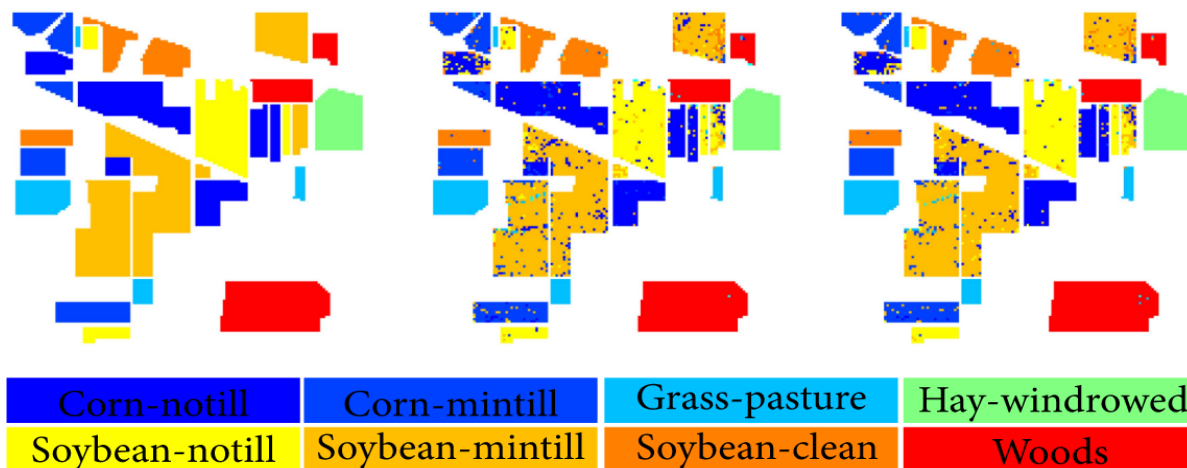 Corn-notill Corn-mintill Grass-pasture Hay-windrowed
Soybean-notill Soybean-mintill Soybean-clean Woods